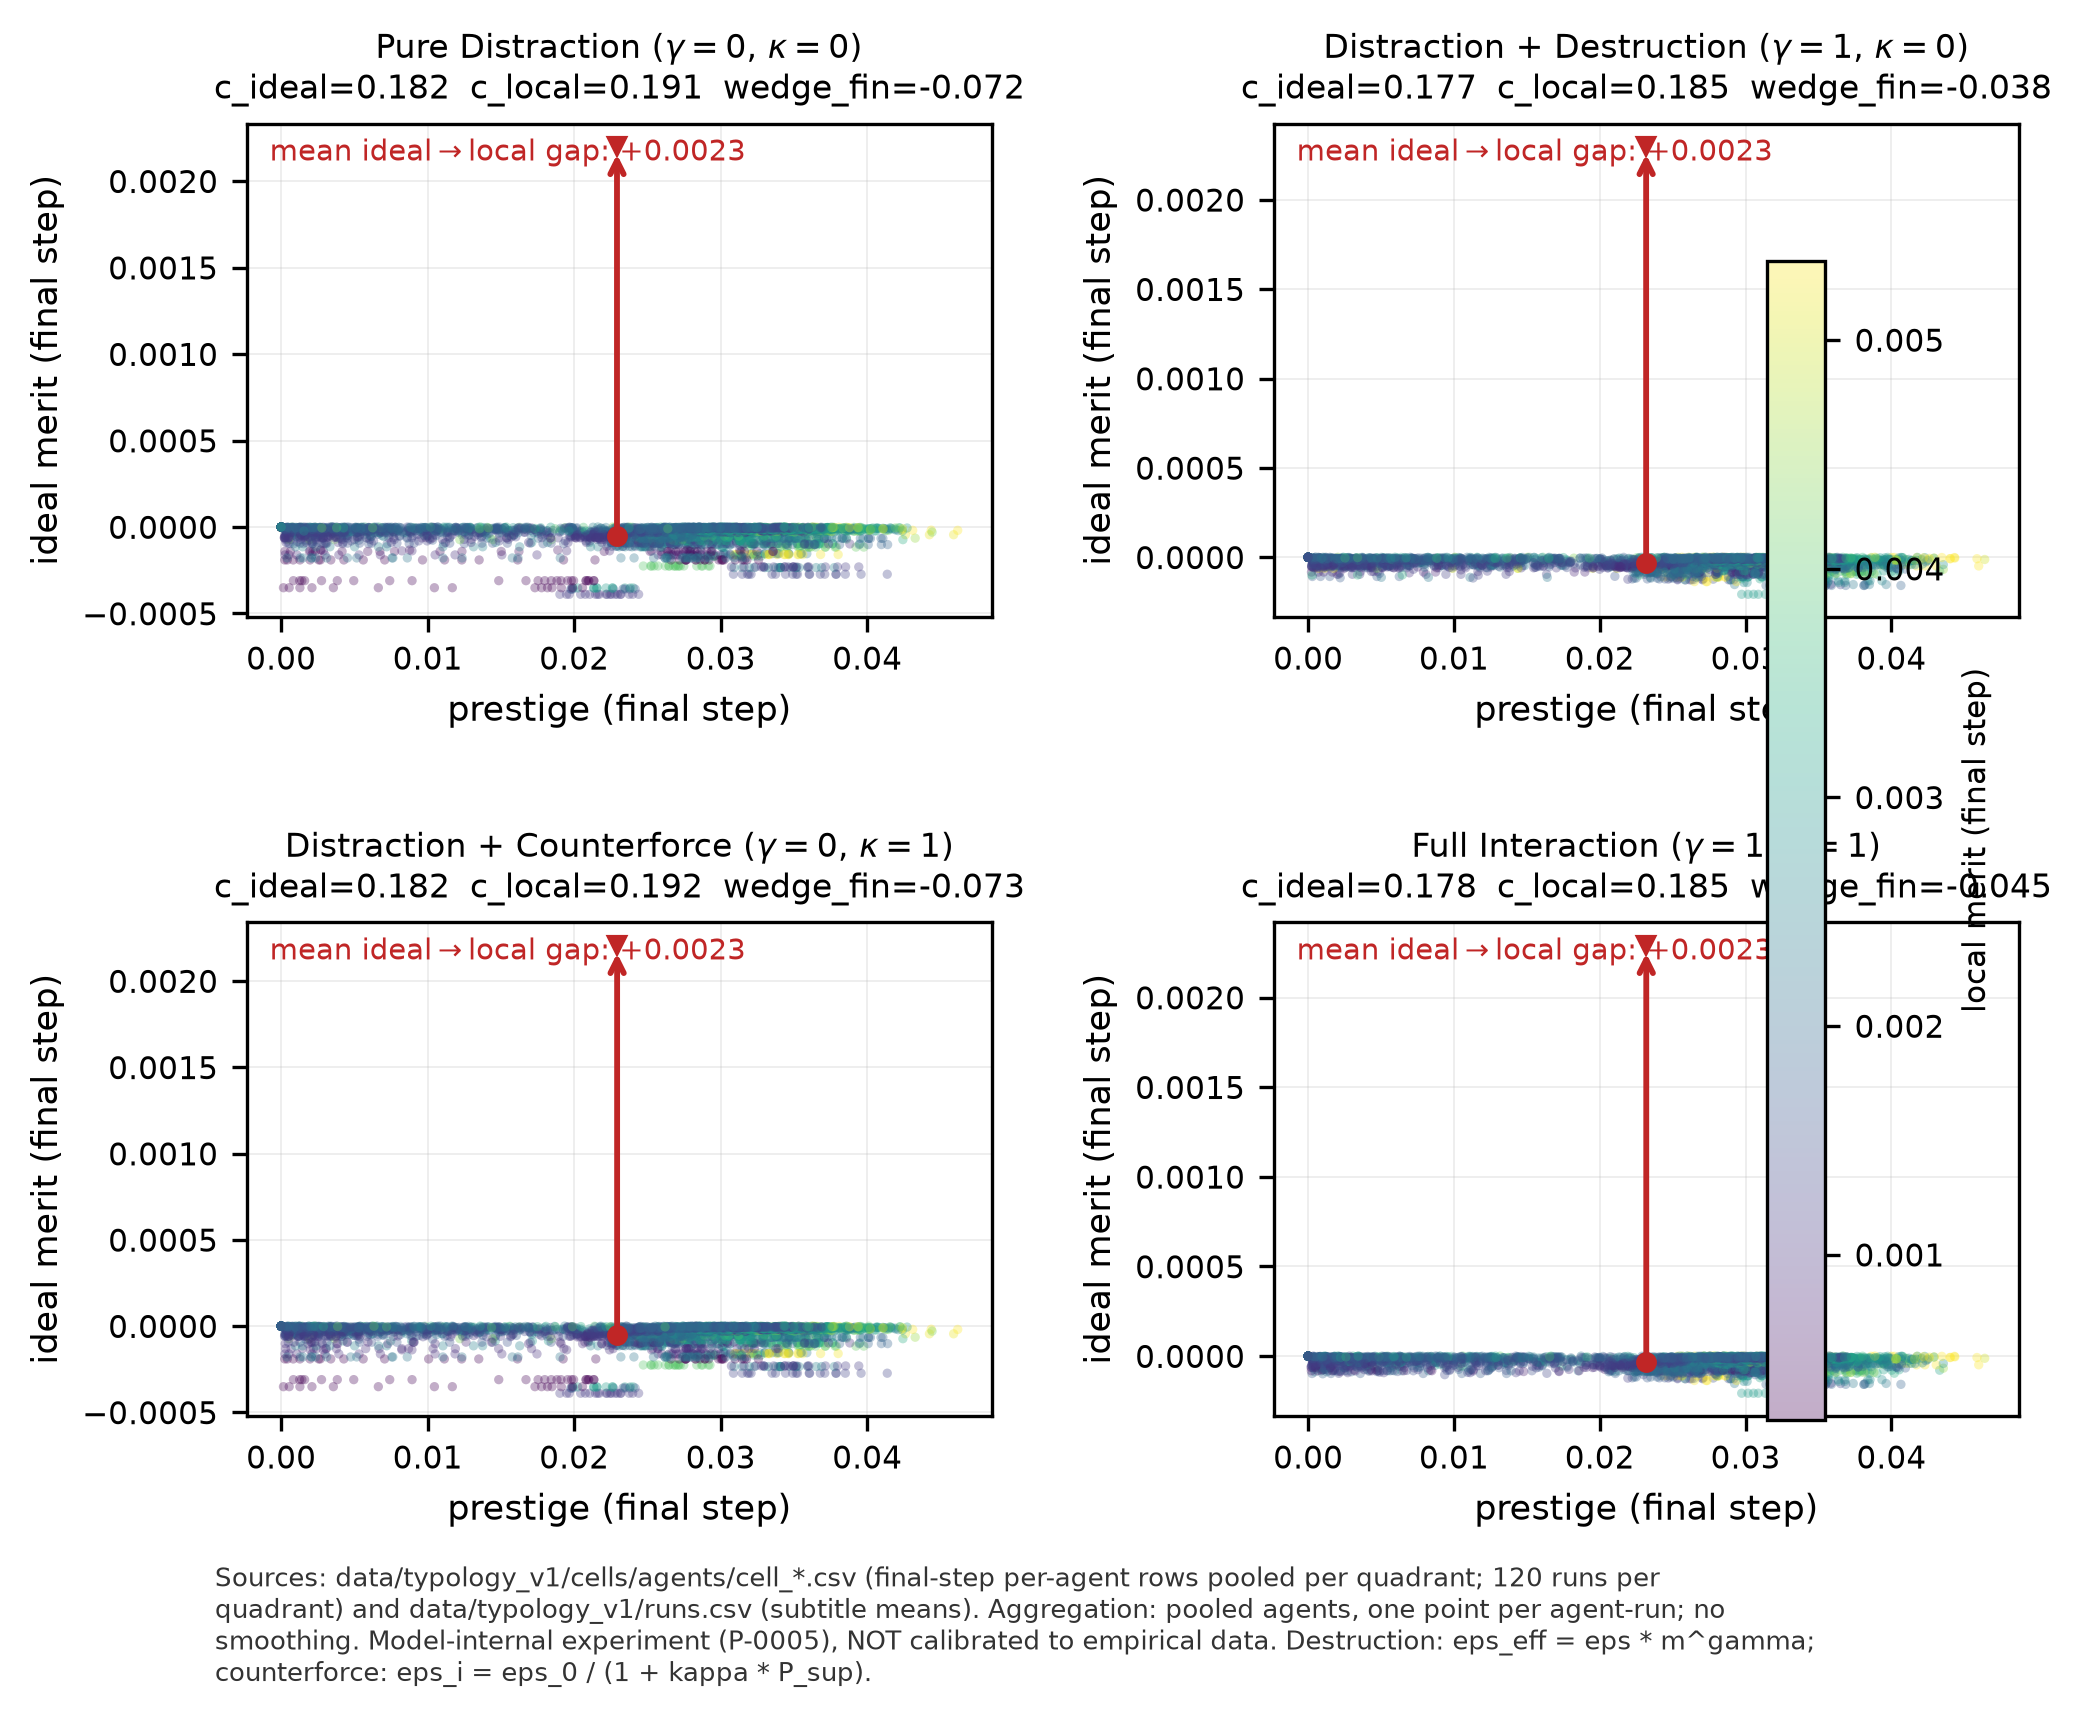 Pure Distraction (γ = 0, κ = 0)
c_ideal=0.182 c_local=0.191 wedge_fin=-0.072
mean ideal→local gap: +0.0023
0.0020
0.0015
0.0010
0.0005
0.0000
−0.0005
ideal merit (final step)
0.00 0.01 0.02 0.03 0.04
prestige (final step)
Distraction + Destruction (γ = 1, κ = 0)
c_ideal=0.177 c_local=0.185 wedge_fin=-0.038
mean ideal→local gap: +0.0023
0.0020
0.0015
0.0010
0.0005
0.0000
ideal merit (final step)
0.00 0.01 0.02 0.04
prestige (final
0.005
0.004
0.003
0.002
0.001
local merit (final step)
Distraction + Counterforce (γ = 0, κ = 1)
c_ideal=0.182 c_local=0.192 wedge_fin=-0.073
mean ideal→local gap: +0.0023
0.0020
0.0015
0.0010
0.0005
0.0000
−0.0005
ideal merit (final step)
0.00 0.01 0.02 0.03 0.04
prestige (final step)
Full Interaction (γ = 1 = 1)
c_ideal=0.178 c_local=0.185 wedge_fin=-0.045
mean ideal→local gap: +0.0023
0.0020
0.0015
0.0010
0.0005
0.0000
ideal merit (final step)
0.00 0.01 0.02 0.03 0.04
prestige (final step)
Sources: data/typology_v1/cells/agents/cell_*.csv (final-step per-agent rows pooled per quadrant; 120 runs per
quadrant) and data/typology_v1/runs.csv (subtitle means). Aggregation: pooled agents, one point per agent-run; no
smoothing. Model-internal experiment (P-0005), NOT calibrated to empirical data. Destruction: eps_eff = eps * m^gamma;
counterforce: eps_i = eps_0 / (1 + kappa * P_sup).